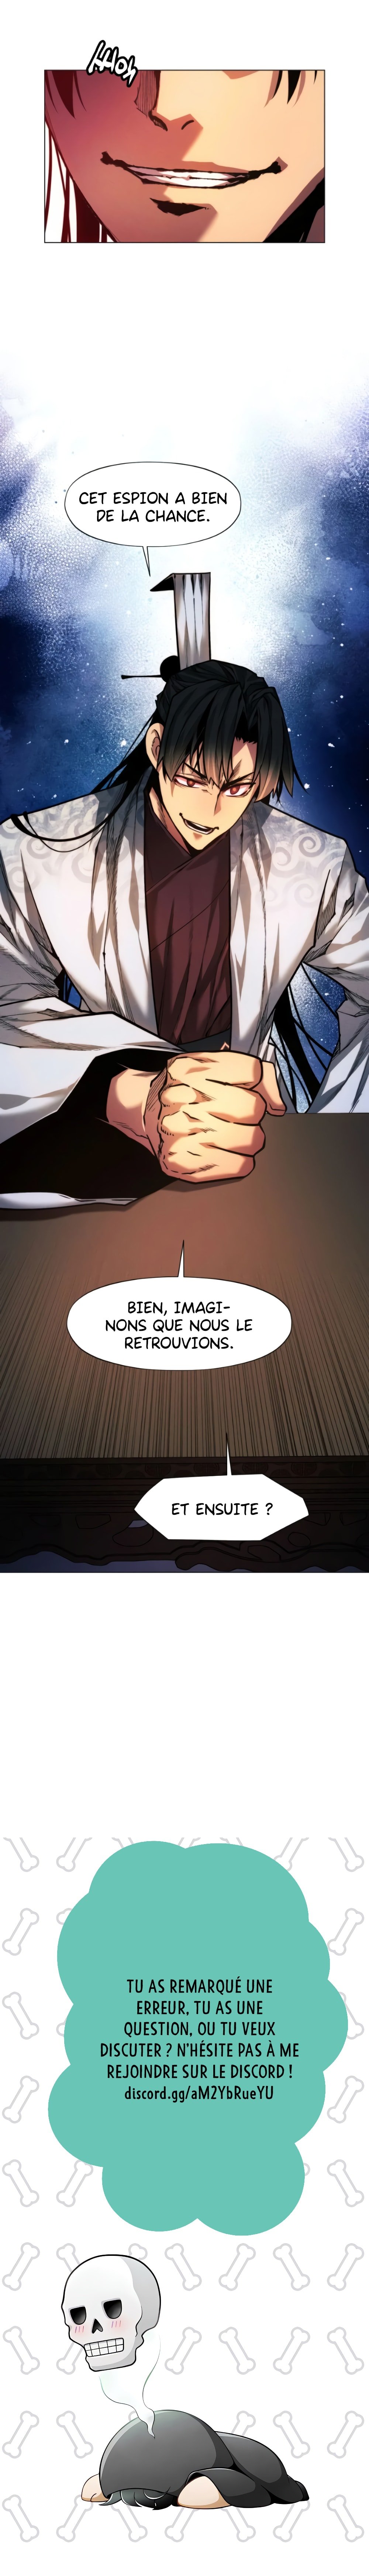 CET ESPION A BIEN
DE LA CHANCE.
BIEN, IMAGI-
NONS QUE NOUS LE
RETROUVIONS.
ET ENSUITE ?
TU AS REMARQUÉ UNE
ERREUR, TU AS UNE
QUESTION, OU TU VEUX
DISCUTER ? N'HÉSITE PAS À ME
REJOINDRE SUR LE DISCORD !
discord.gg/aM2YbRueYU